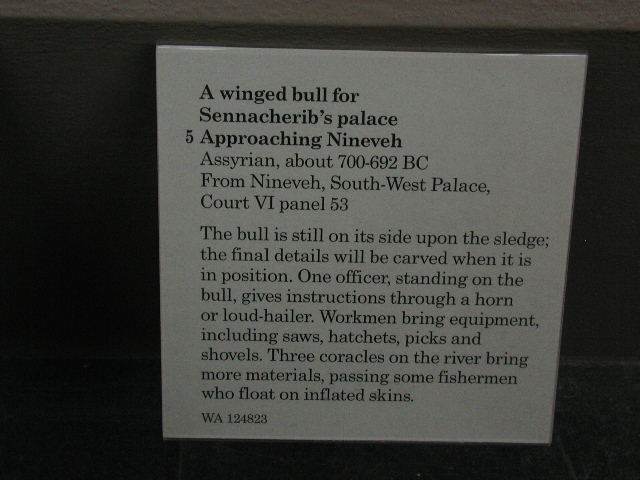 A winged bull for
Sennacherib's palace
5 Approaching Nineveh
Assyrian, about 700-692 BC
From Nineveh, South-West Palace,
Court VI panel 53
The bull is still on its side upon the sledge;
the final details will be carved when it is
in position. One officer, standing on the
bull, gives instructions through a horn
or loud-hailer. Workmen bring equipment,
including saws, hatchets, picks and
shovels. Three coracles on the river bring
more materials, passing some fishermen
who float on inflated skins.
WA 124823